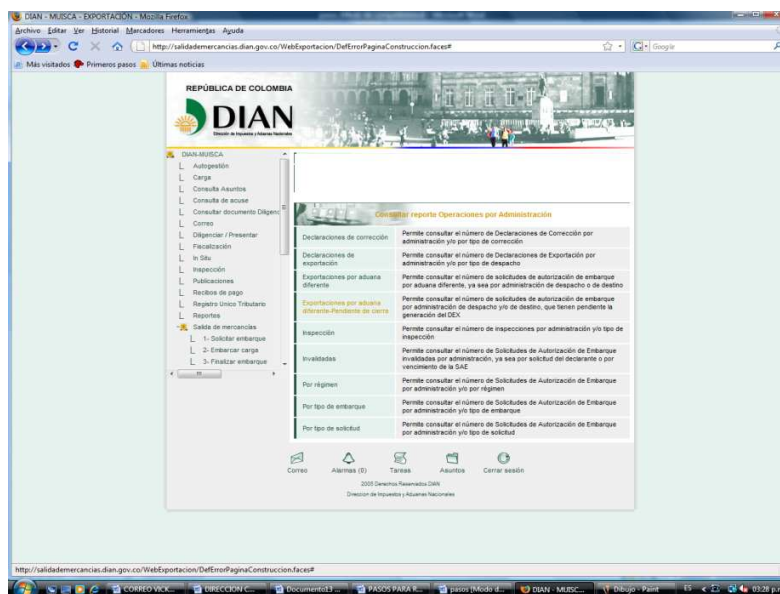 DIAN - MUISCA - EXPORTACIÓN - Mozilla Firefox
Archivo Editar Ver Historial Marcadores Herramientas Ayuda
http://salidademercancias.dian.gov.co/WebExportacion/DefErrorPaginaConstruccion.faces#
Google
Más visitados Primeros pasos Últimas noticias
REPÚBLICA DE COLOMBIA
DIAN
Dirección de Impuestos y Aduanas Nacionales
DIAN-MUISCA
Autogestión
Carga
Consulta Asuntos
Consulta de acuse
Consultar documento Diligenc
Correo
Diligenciar / Presentar
Fiscalización
In Situ
Inspección
Publicaciones
Recibos de pago
Registro Unico Tributario
Reportes
Salida de mercancías
1- Solicitar embarque
2- Embarcar carga
3- Finalizar embarque
Consultar reporte Operaciones por Administración
Declaraciones de corrección
Permite consultar el número de Declaraciones de Corrección por
administración y/o por tipo de corrección
Declaraciones de
exportación
Permite consultar el número de Declaraciones de Exportación por
administración y/o por tipo de despacho
Exportaciones por aduana
diferente
Permite consultar el número de solicitudes de autorización de embarque
por aduana diferente, ya sea por administración de despacho o de destino
Exportaciones por aduana
diferente-Pendiente de cierre
Permite consultar el número de solicitudes de autorización de embarque
por administración de despacho y/o de destino, que tienen pendiente la
generación del DEX
Inspección
Permite consultar el número de inspecciones por administración y/o tipo de
inspección
Invalidadas
Permite consultar el número de Solicitudes de Autorización de Embarque
invalidadas por administración, ya sea por solicitud del declarante o por
vencimiento de la SAE
Por régimen
Permite consultar el número de Solicitudes de Autorización de Embarque
por administración y/o por régimen
Por tipo de embarque
Permite consultar el número de Solicitudes de Autorización de Embarque
por administración y/o tipo de embarque
Por tipo de solicitud
Permite consultar el número de Solicitudes de Autorización de Embarque
por administración y/o tipo de solicitud
Correo Alarmas (0) Tareas Asuntos Cerrar sesión
2005 Derechos Reservados DIAN
Direccion de Impuestos y Aduanas Nacionales
http://salidademercancias.dian.gov.co/WebExportacion/DefErrorPaginaConstruccion.faces#
CORREO VICK... DIRECCION C... Documento13 ... PASOS PARA R... pasos [Modo d... DIAN - MUISC... Dibujo - Paint ES 03:28 p.